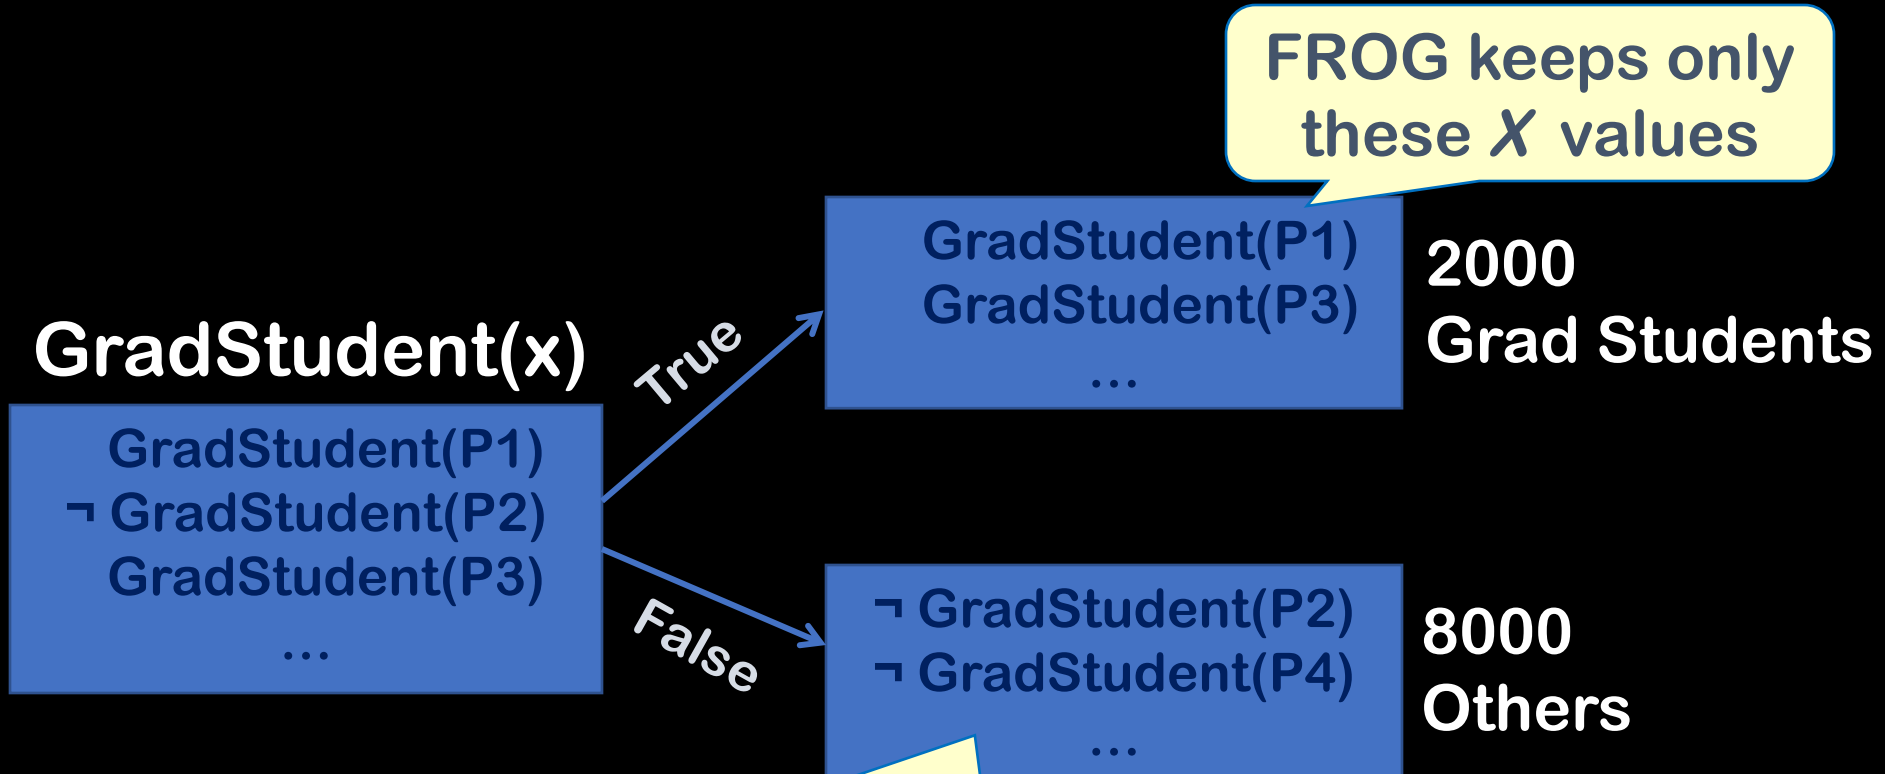 FROG keeps only
these X values
GradStudent(P1)
GradStudent(P3)
...
2000
Grad Students
GradStudent(x)
True
GradStudent(P1)
¬ GradStudent(P2)
GradStudent(P3)
...
False
¬ GradStudent(P2)
¬ GradStudent(P4)
...
8000
Others